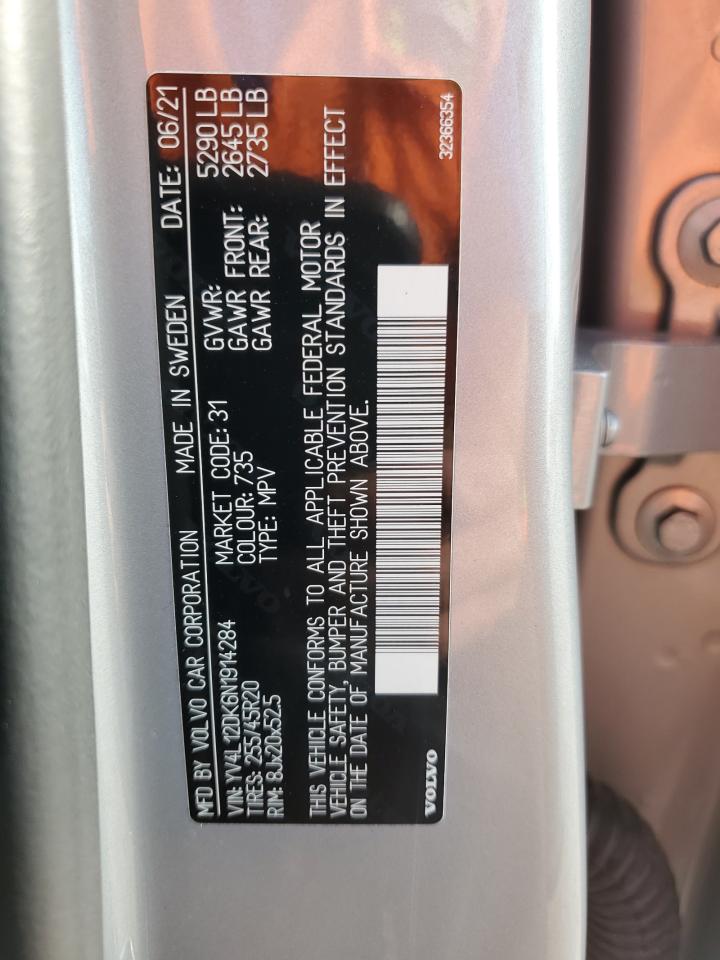 MFD BY VOLVO CAR CORPORATION MADE IN SWEDEN DATE: 06/21
VIN: YV4L12DK6N1914284 MARKET CODE: 31 GVWR: 5290 LB
TIRES: 255/45R20 COLOUR: 735 GAWR FRONT: 2645 LB
RIM: 8Jx20x52.5 TYPE: MPV GAWR REAR: 2735 LB
THIS VEHICLE CONFORMS TO ALL APPLICABLE FEDERAL MOTOR
VEHICLE SAFETY, BUMPER AND THEFT PREVENTION STANDARDS IN EFFECT
ON THE DATE OF MANUFACTURE SHOWN ABOVE.
VOLVO 32366354